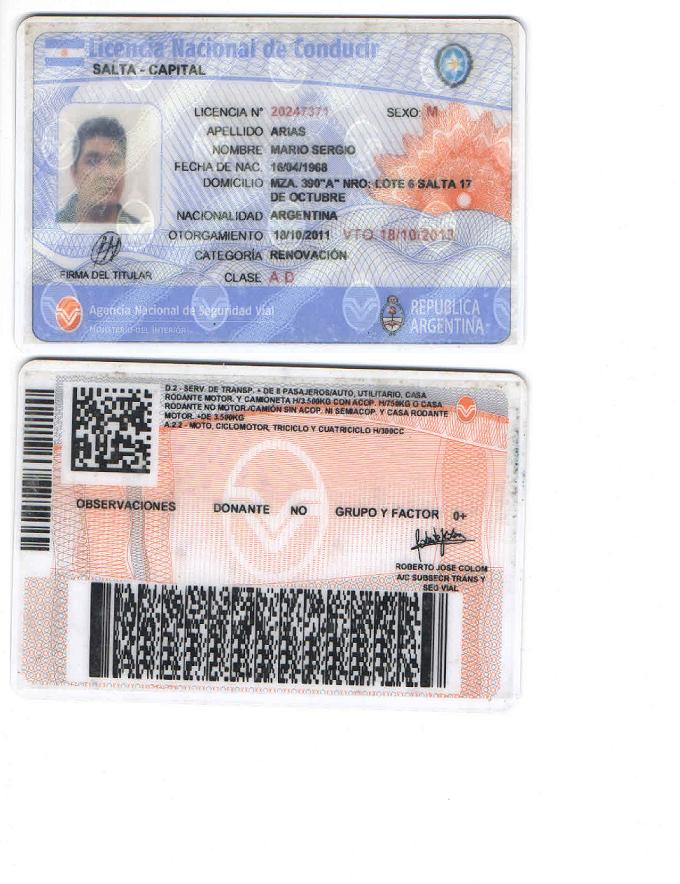 Licencia Nacional de Conducir
SALTA - CAPITAL
LICENCIA N° 20247371 SEXO: M
APELLIDO ARIAS
NOMBRE MARIO SERGIO
FECHA DE NAC. 16/04/1968
DOMICILIO MZA. 390"A" NRO: LOTE 6 SALTA 17
DE OCTUBRE
NACIONALIDAD ARGENTINA
OTORGAMIENTO 18/10/2011 VTO 18/10/2013
CATEGORÍA RENOVACIÓN
FIRMA DEL TITULAR
CLASE A D
Agencia Nacional de Seguridad Vial
MINISTERIO DEL INTERIOR
REPUBLICA
ARGENTINA
D.2 - SERV. DE TRANSP. + DE 8 PASAJEROS/AUTO, UTILITARIO, CASA
RODANTE MOTOR. Y CAMIONETA H/3.500KG CON ACOP. H/750KG O CASA
RODANTE NO MOTOR./CAMIÓN SIN ACOP. NI SEMIACOP. Y CASA RODANTE
MOTOR. +DE 3.500KG
A.2.2 - MOTO, CICLOMOTOR, TRICICLO Y CUATRICICLO H/300CC
OBSERVACIONES DONANTE NO GRUPO Y FACTOR 0+
ROBERTO JOSE COLOM
A/C SUBSECR TRANS Y
SEG VIAL